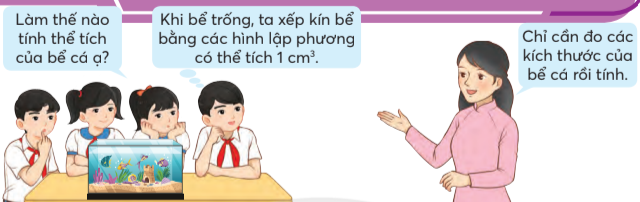 Làm thế nào
tính thể tích
của bể cá ạ?
Khi bể trống, ta xếp kín bể
bằng các hình lập phương
có thể tích 1 cm³.
Chỉ cần đo các
kích thước của
bể cá rồi tính.